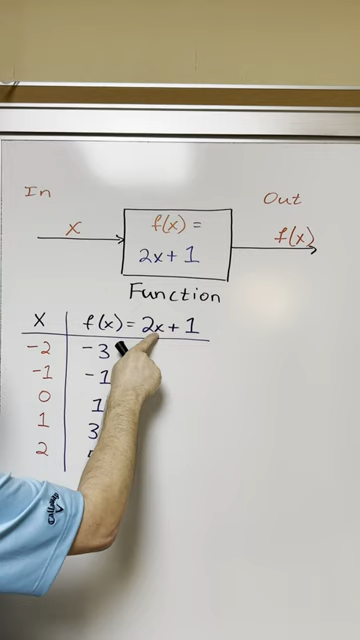 In
Out
x
f(x) =
2x + 1
f(x)
Function
x f(x) = 2x + 1
-2 -3
-1 -1
0 1
1 3
2
Callaway